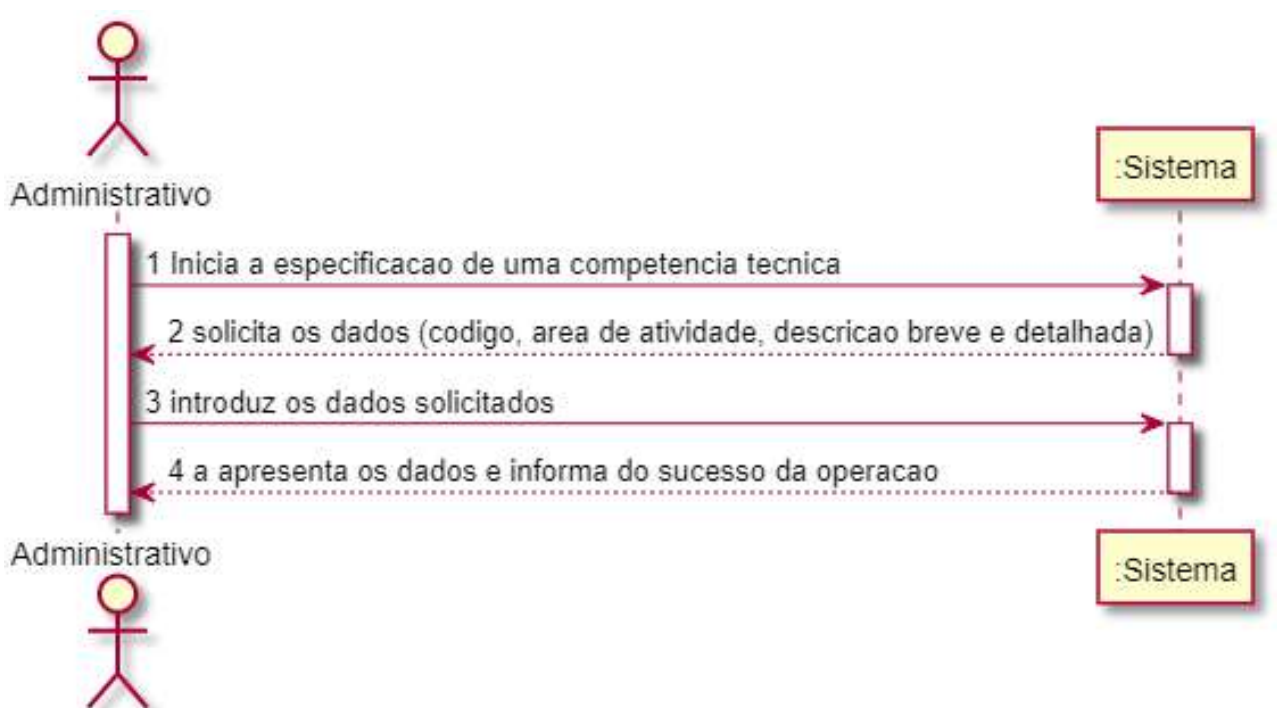 Administrativo
:Sistema
1 Inicia a especificacao de uma competencia tecnica
2 solicita os dados (codigo, area de atividade, descricao breve e detalhada)
3 introduz os dados solicitados
4 a apresenta os dados e informa do sucesso da operacao
Administrativo
:Sistema